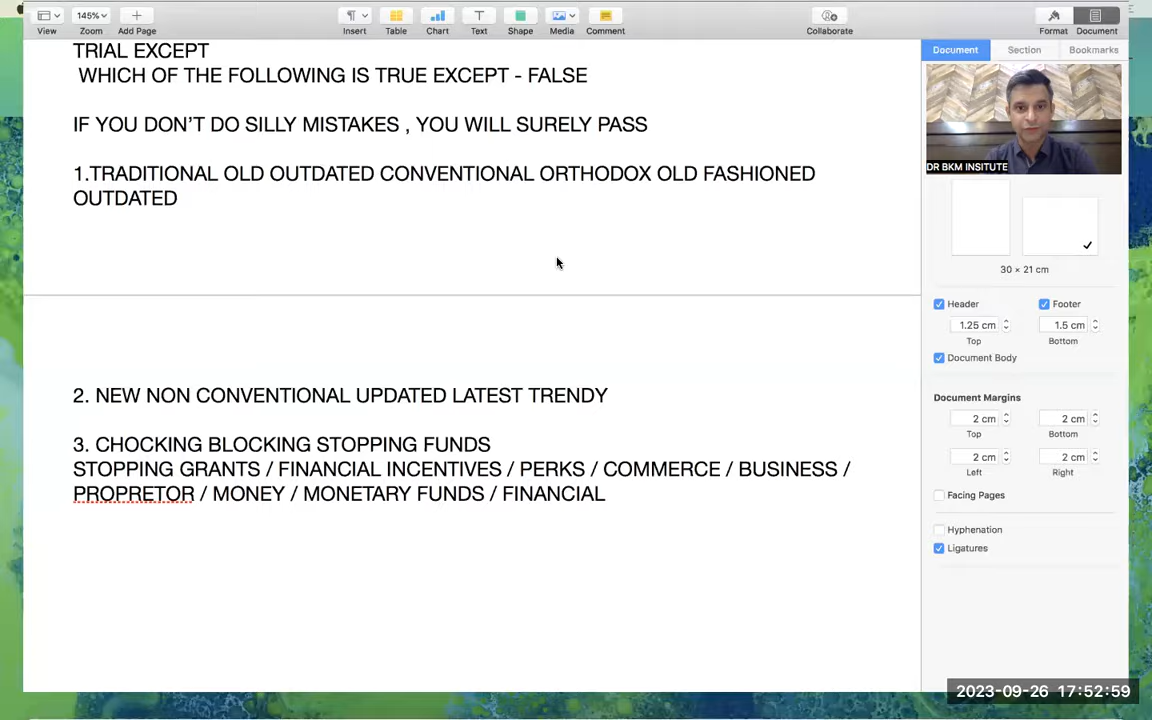 145%
View
Zoom
Add Page
Insert
Table
Chart
Text
Shape
Media
Comment
Collaborate
Format
Document
TRIAL EXCEPT
WHICH OF THE FOLLOWING IS TRUE EXCEPT - FALSE
IF YOU DON'T DO SILLY MISTAKES , YOU WILL SURELY PASS
1.TRADITIONAL OLD OUTDATED CONVENTIONAL ORTHODOX OLD FASHIONED
OUTDATED
2. NEW NON CONVENTIONAL UPDATED LATEST TRENDY
3. CHOCKING BLOCKING STOPPING FUNDS
STOPPING GRANTS / FINANCIAL INCENTIVES / PERKS / COMMERCE / BUSINESS /
PROPRETOR / MONEY / MONETARY FUNDS / FINANCIAL
Document
Section
Bookmarks
DR BKM INSITUTE
30 × 21 cm
Header
Footer
1.25 cm
1.5 cm
Top
Bottom
Document Body
Document Margins
2 cm
2 cm
Top
Bottom
2 cm
2 cm
Left
Right
Facing Pages
Hyphenation
Ligatures
2023-09-26 17:52:59